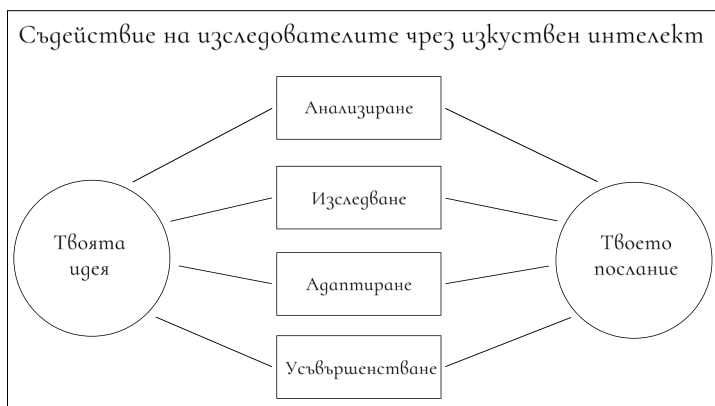 Съдействие на изследователите чрез изкуствен интелект
Анализиране
Изследване
Твоята
идея
Твоето
послание
Адаптиране
Усъвършенстване